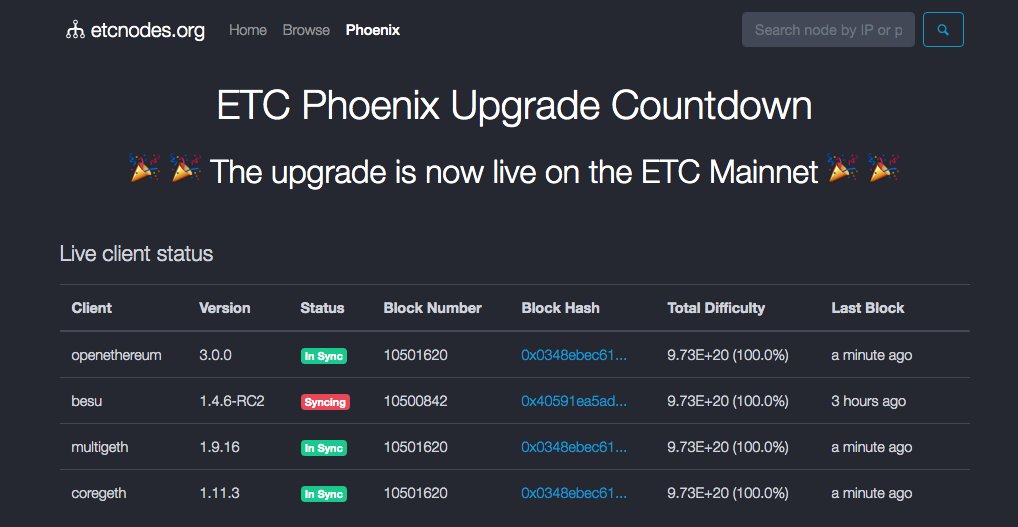 etcnodes.org Home Browse Phoenix Search node by IP or p
ETC Phoenix Upgrade Countdown
The upgrade is now live on the ETC Mainnet
Live client status
Client Version Status Block Number Block Hash Total Difficulty Last Block
openethereum 3.0.0 In Sync 10501620 0x0348ebec61... 9.73E+20 (100.0%) a minute ago
besu 1.4.6-RC2 Syncing 10500842 0x40591ea5ad... 9.73E+20 (100.0%) 3 hours ago
multigeth 1.9.16 In Sync 10501620 0x0348ebec61... 9.73E+20 (100.0%) a minute ago
coregeth 1.11.3 In Sync 10501620 0x0348ebec61... 9.73E+20 (100.0%) a minute ago